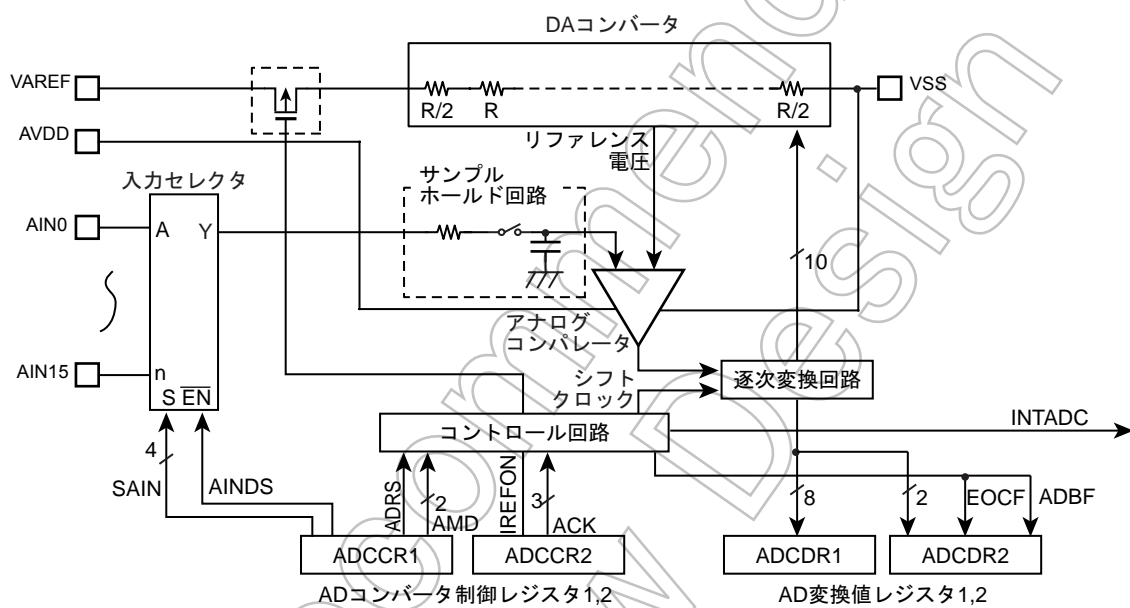 DAコンバータ
VAREF
VSS
R/2
R
R/2
AVDD
リファレンス
電圧
入力セレクタ
サンプル
ホールド回路
AIN0
A
Y
10
アナログ
コンパレータ
AIN15
n
S
EN
シフト
クロック
逐次変換回路
コントロール回路
INTADC
4
SAIN
AINDS
ADRS
2
AMD
IREFON
3
ACK
8
2
EOCF
ADBF
ADCCR1
ADCCR2
ADCDR1
ADCDR2
ADコンバータ制御レジスタ1,2
AD変換値レジスタ1,2